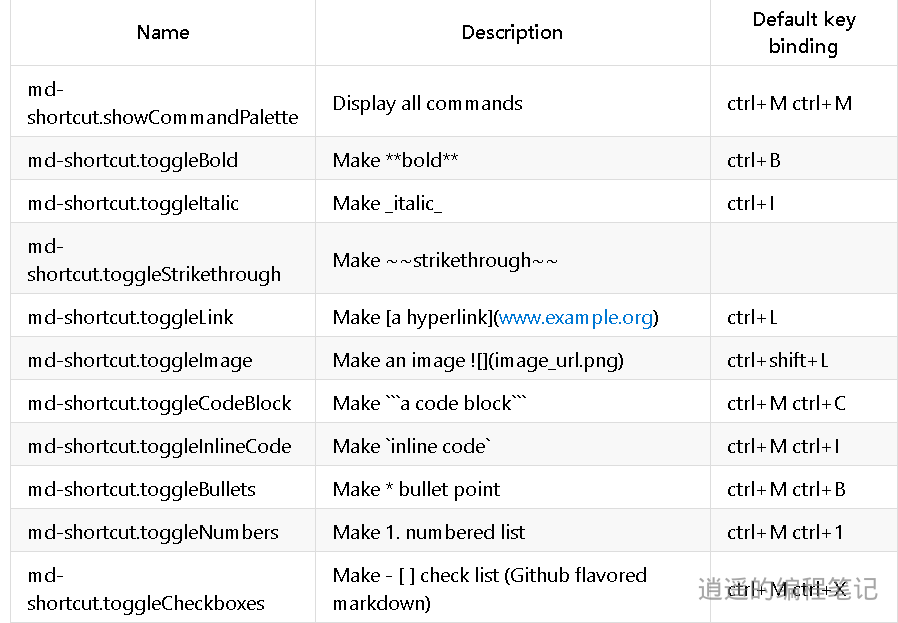 Name Description Default key
binding
md-
shortcut.showCommandPalette Display all commands ctrl+M ctrl+M
md-shortcut.toggleBold Make **bold** ctrl+B
md-shortcut.toggleItalic Make _italic_ ctrl+I
md-
shortcut.toggleStrikethrough Make ~~strikethrough~~
md-shortcut.toggleLink Make [a hyperlink](www.example.org) ctrl+L
md-shortcut.toggleImage Make an image ![](image_url.png) ctrl+shift+L
md-shortcut.toggleCodeBlock Make ```a code block``` ctrl+M ctrl+C
md-shortcut.toggleInlineCode Make `inline code` ctrl+M ctrl+I
md-shortcut.toggleBullets Make * bullet point ctrl+M ctrl+B
md-shortcut.toggleNumbers Make 1. numbered list ctrl+M ctrl+1
md-
shortcut.toggleCheckboxes Make - [ ] check list (Github flavored
markdown) ctrl+M ctrl+X
逍遥的编程笔记